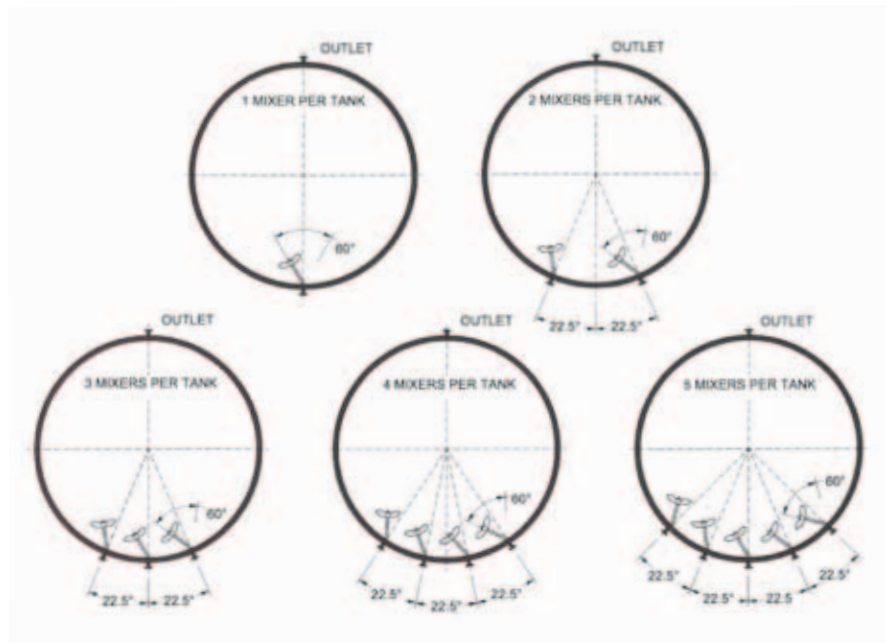 OUTLET
1 MIXER PER TANK
60°
OUTLET
2 MIXERS PER TANK
60°
22.5°
22.5°
OUTLET
3 MIXERS PER TANK
60°
22.5°
22.5°
OUTLET
4 MIXERS PER TANK
60°
22.5°
22.5°
22.5°
OUTLET
5 MIXERS PER TANK
60°
22.5°
22.5°
22.5
22.5°